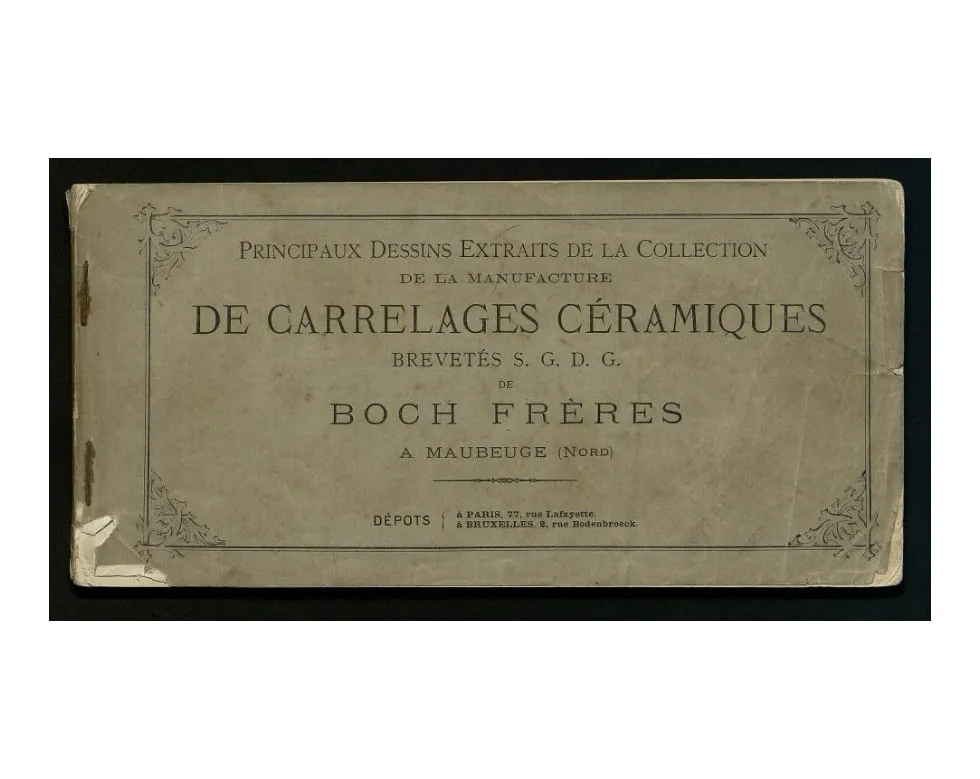 PRINCIPAUX DESSINS EXTRAITS DE LA COLLECTION
DE LA MANUFACTURE
DE CARRELAGES CÉRAMIQUES
BREVETÉS S. G. D. G.
DE
BOCH FRÈRES
A MAUBEUGE (NORD)
DÉPOTS { à PARIS, 77, rue Lafayette.
à BRUXELLES, 2, rue Bodenbroeck.